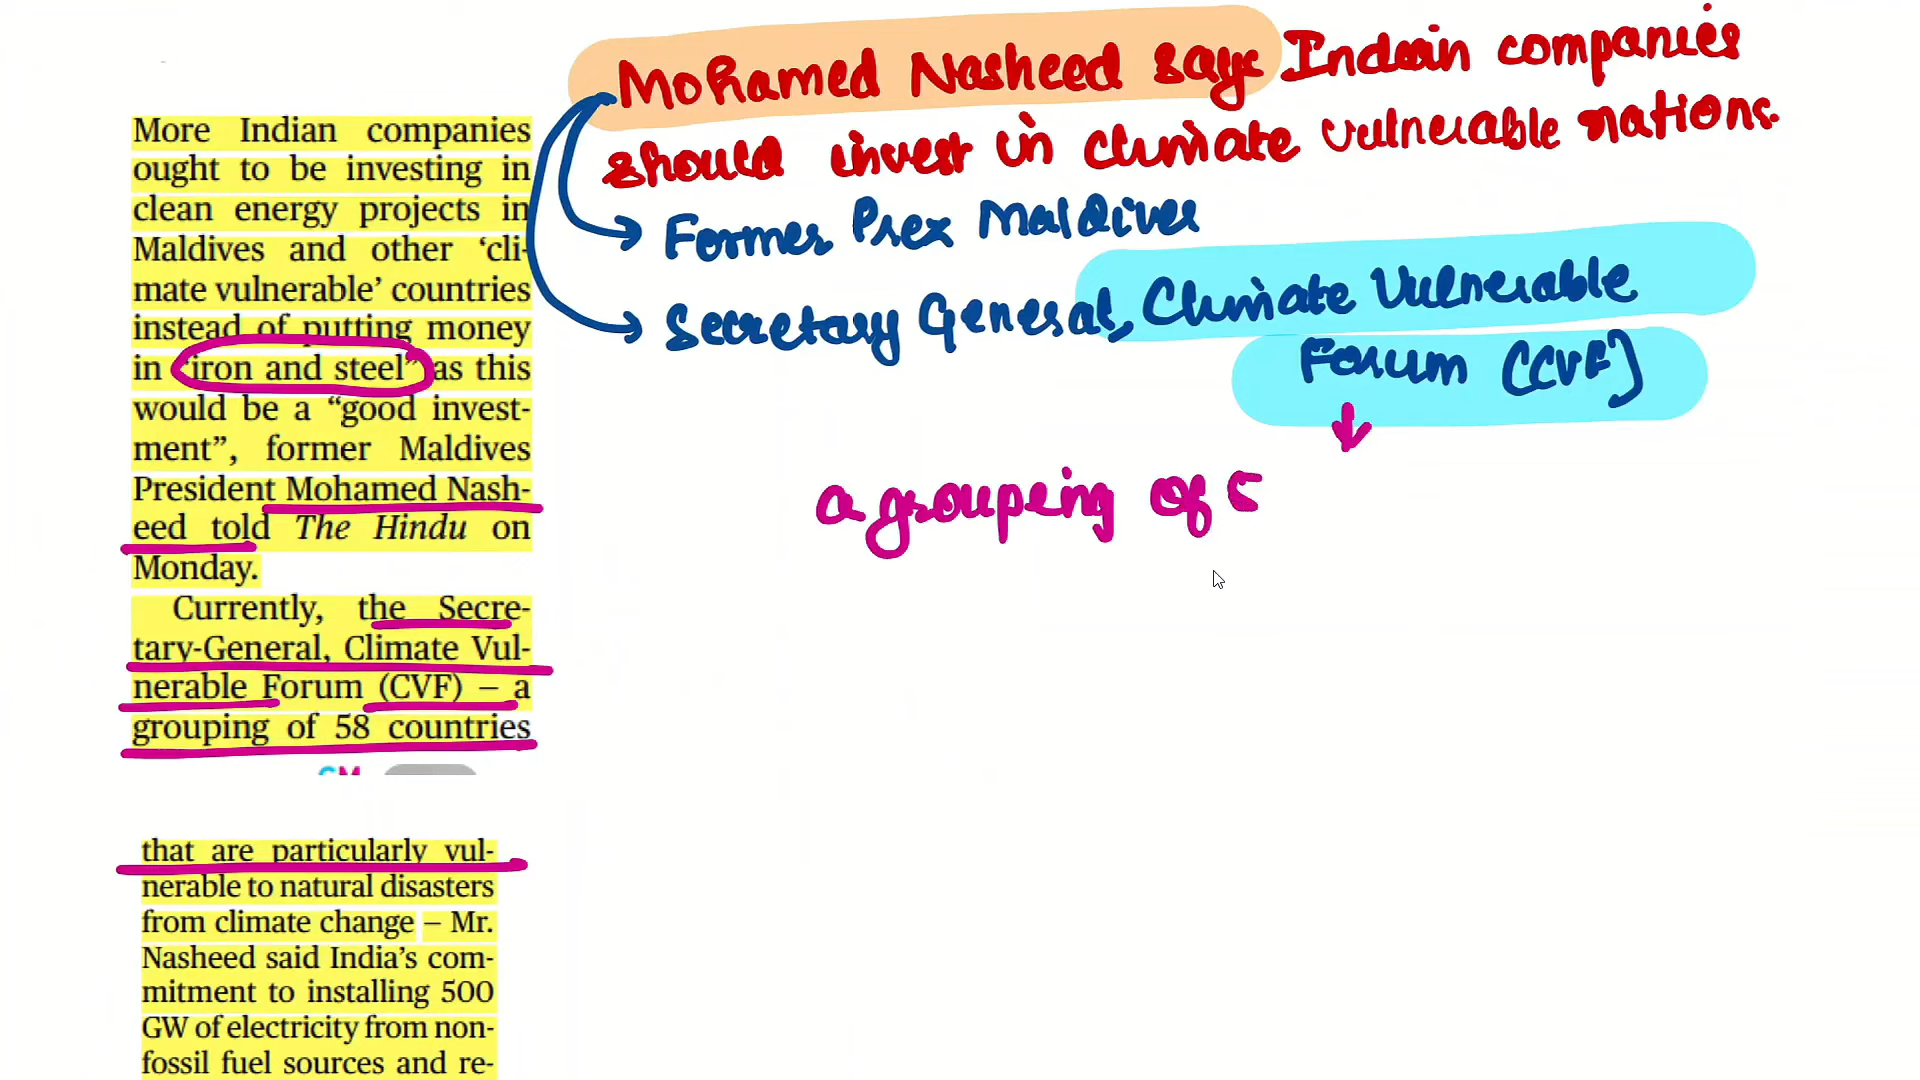 More Indian companies
ought to be investing in
clean energy projects in
Maldives and other ‘cli-
mate vulnerable’ countries
instead of putting money
in “iron and steel” as this
would be a “good invest-
ment”, former Maldives
President Mohamed Nash-
eed told The Hindu on
Monday.
Currently, the Secre-
tary-General, Climate Vul-
nerable Forum (CVF) – a
grouping of 58 countries
that are particularly vul-
nerable to natural disasters
from climate change – Mr.
Nasheed said India’s com-
mitment to installing 500
GW of electricity from non-
fossil fuel sources and re-
Mohamed Nasheed says Indain companies
should invest in climate vulnerable nations.
Former Prez Maldives
Secretary General, Climate Vulnerable
Forum (CVF)
a grouping of 5